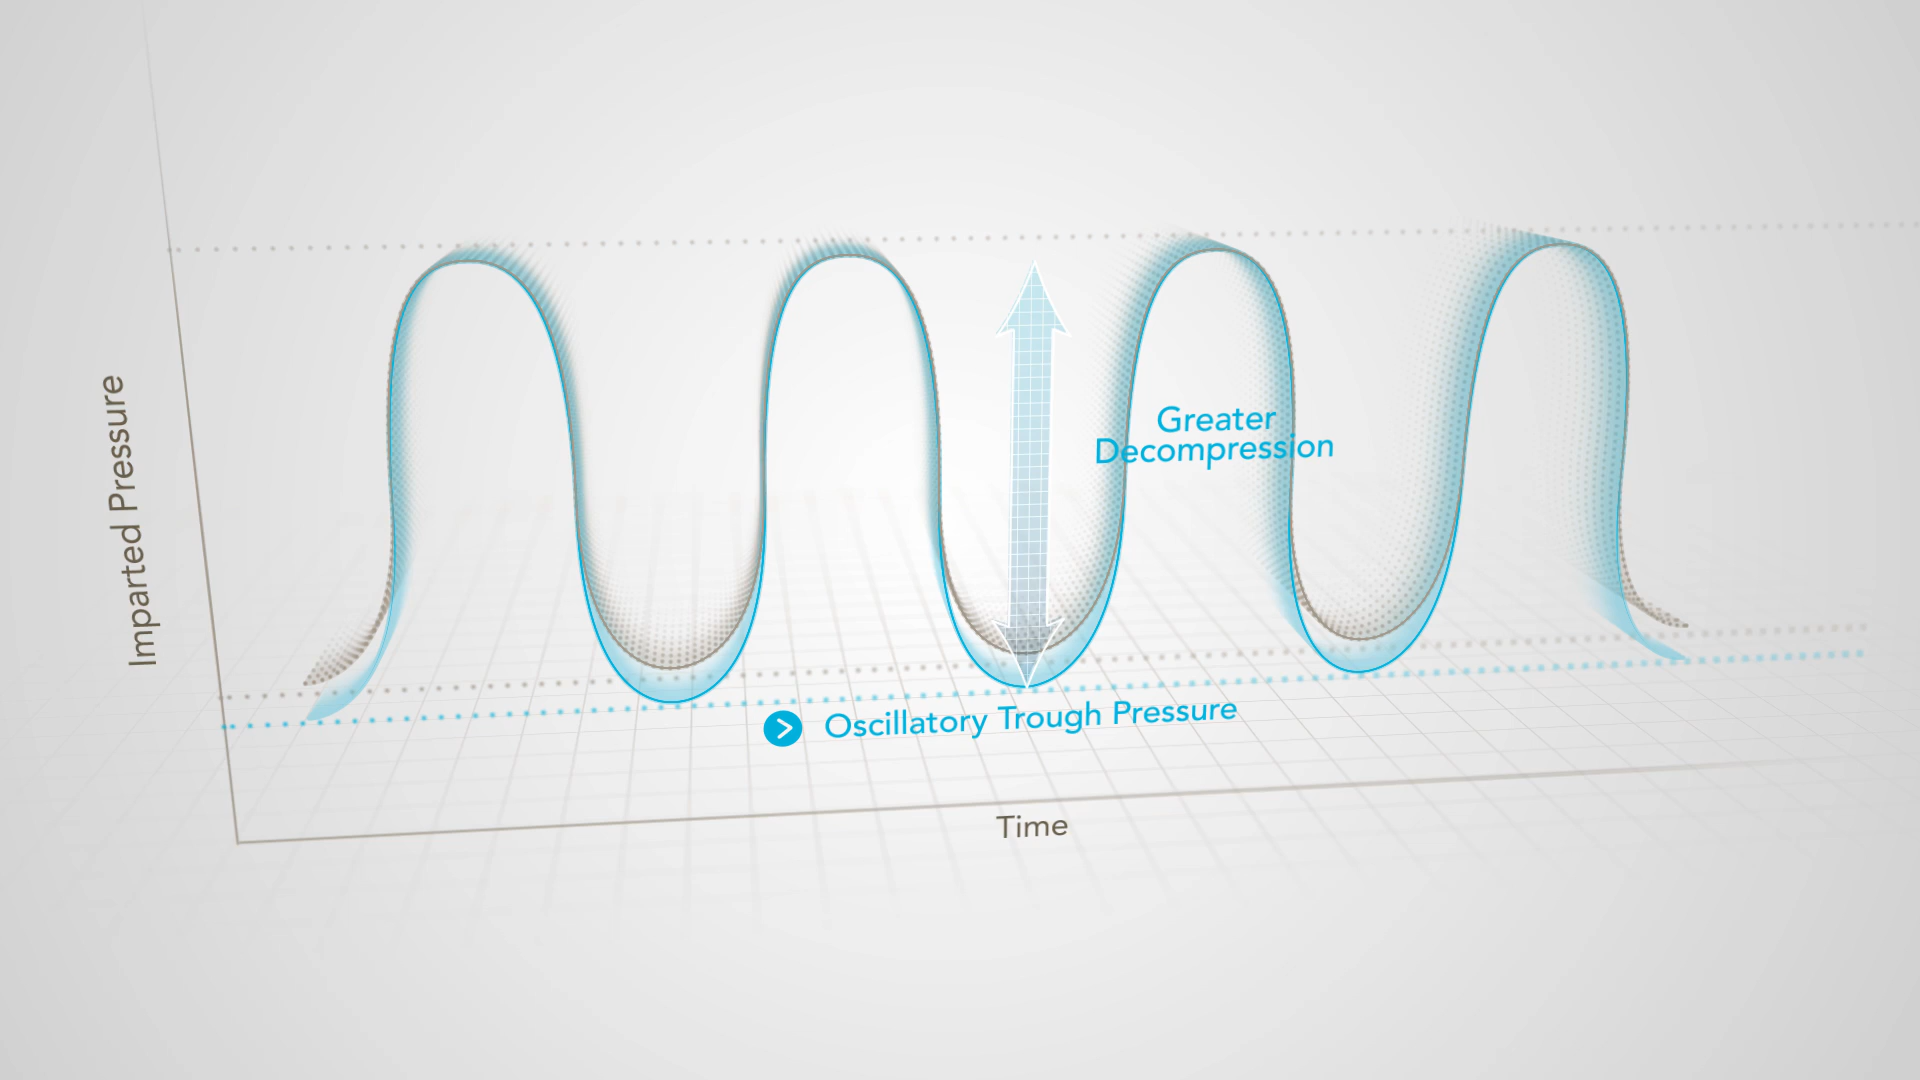 Imparted Pressure
Greater
Decompression
Oscillatory Trough Pressure
Time